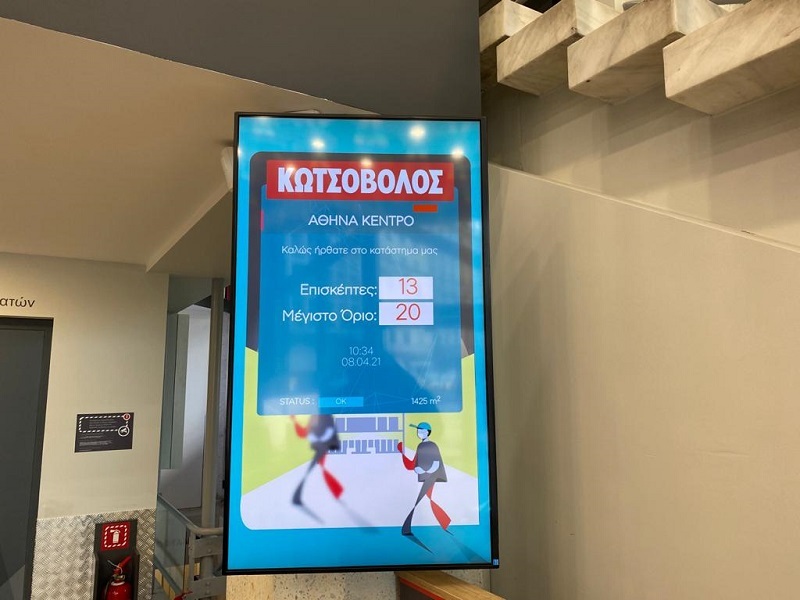 ΚΩΤΣΟΒΟΛΟΣ
ΑΘΗΝΑ ΚΕΝΤΡΟ
Καλώς ήρθατε στο κατάστημα μας
Επισκέπτες: 13
Μέγιστο Όριο: 20
10:34
08.04.21
STATUS : OK 1425 m²
ατών